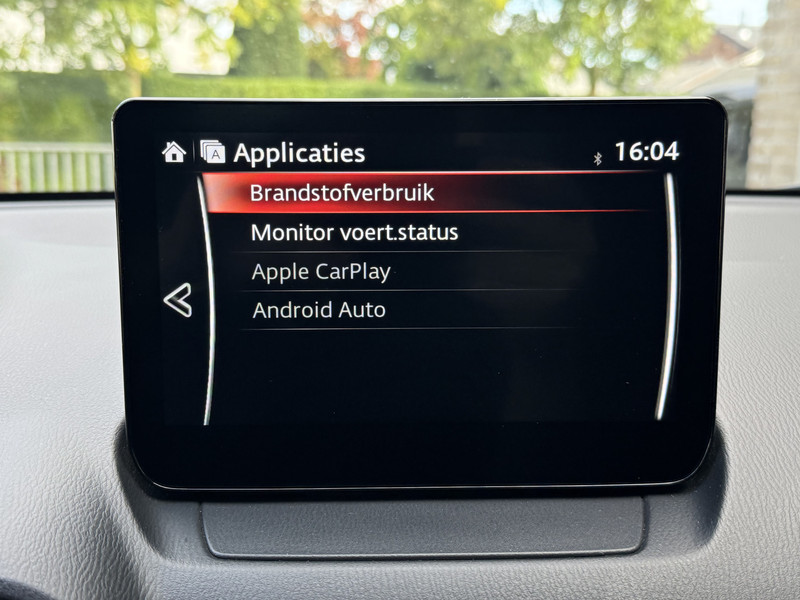 A Applicaties 16:04
Brandstofverbruik
Monitor voert.status
Apple CarPlay
Android Auto